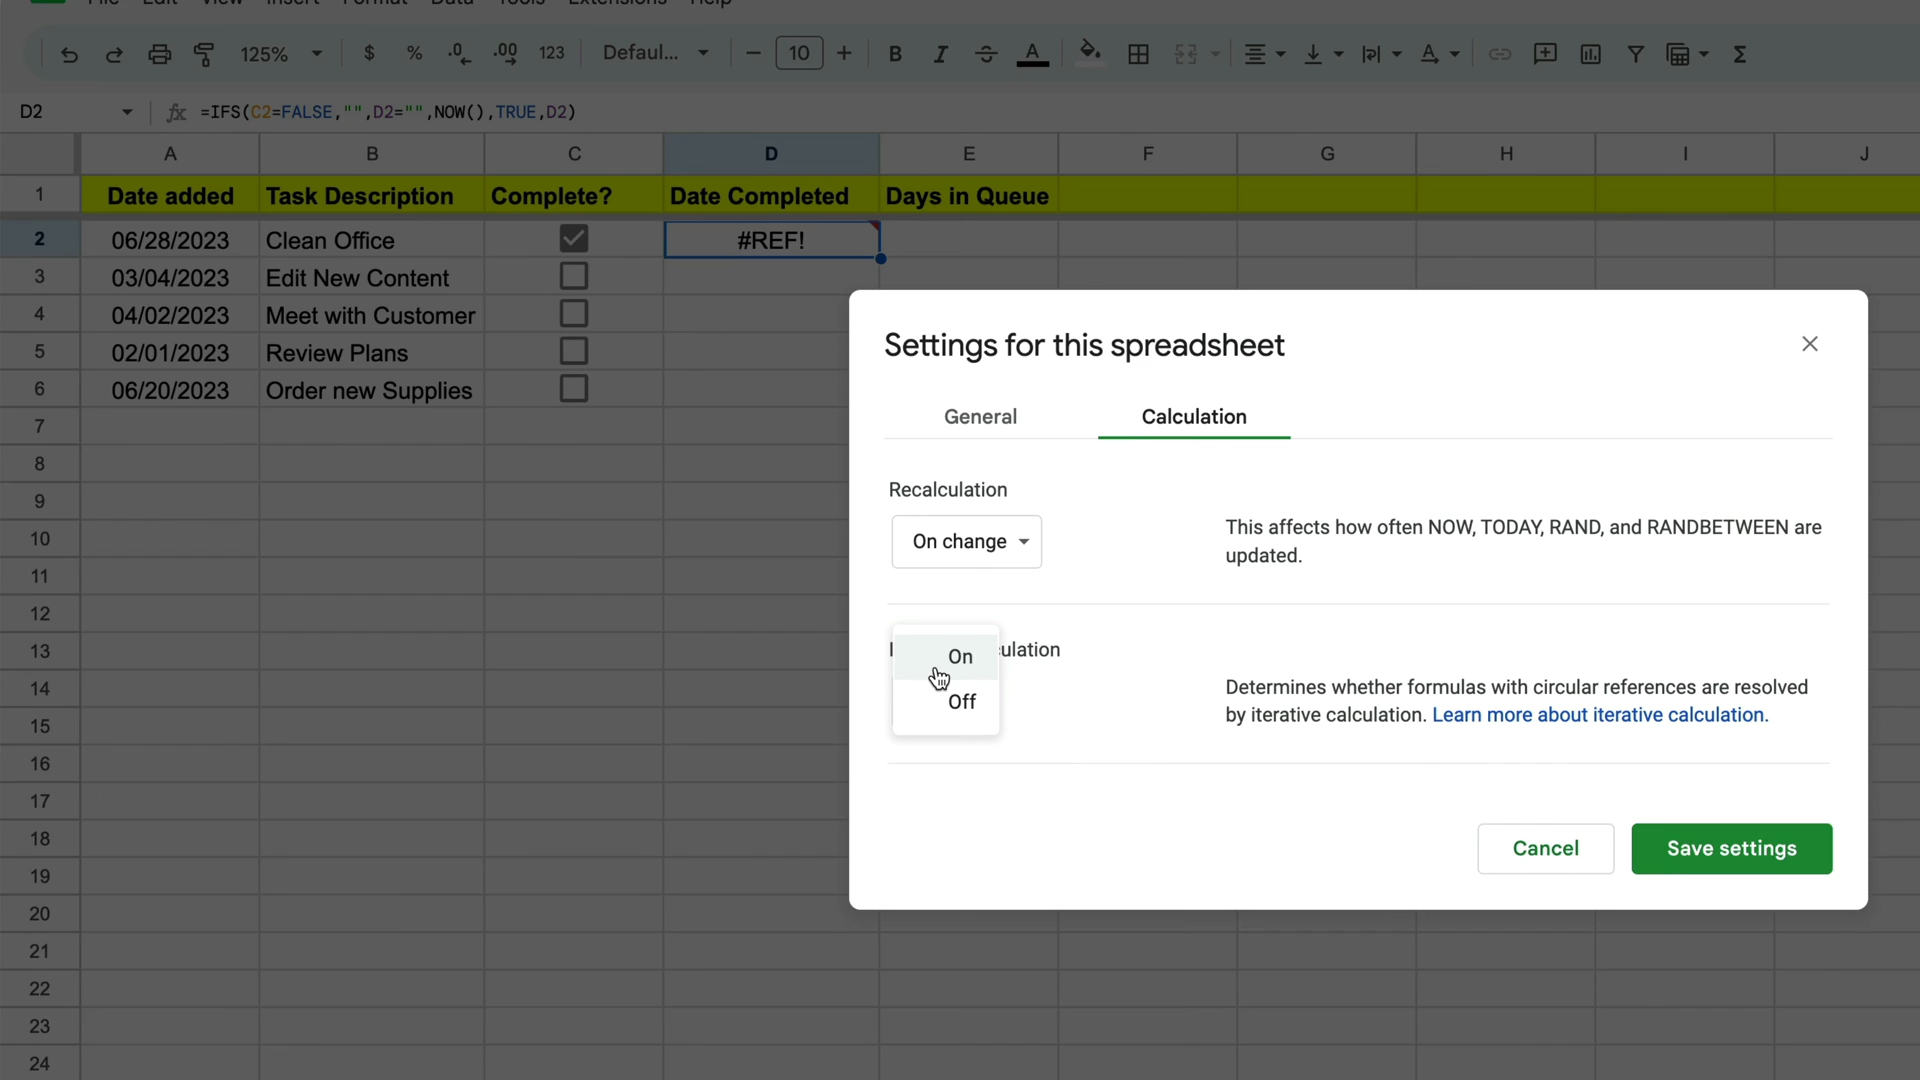 File Edit View Insert Format Data Tools Extensions Help
125% $ % .0 .00 123 Defaul... 10 B I A
D2 fx =IFS(C2=FALSE,"",D2="",NOW(),TRUE,D2)
A B C D E F G H I J
1 Date added Task Description Complete? Date Completed Days in Queue
2 06/28/2023 Clean Office #REF!
3 03/04/2023 Edit New Content
4 04/02/2023 Meet with Customer
5 02/01/2023 Review Plans
6 06/20/2023 Order new Supplies
7
8
9
10
11
12
13
14
15
16
17
18
19
20
21
22
23
24
Settings for this spreadsheet
General Calculation
Recalculation
On change
This affects how often NOW, TODAY, RAND, and RANDBETWEEN are
updated.
On
Off
Determines whether formulas with circular references are resolved
by iterative calculation. Learn more about iterative calculation.
Cancel Save settings